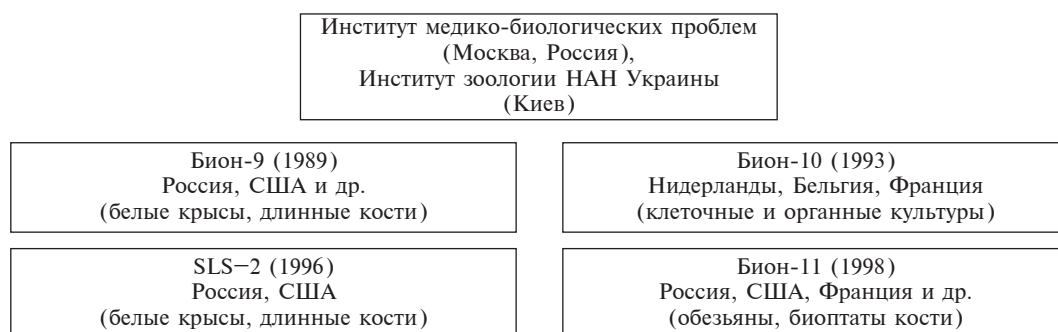 Институт медико-биологических проблем
(Москва, Россия),
Институт зоологии НАН Украины
(Киев)
Бион-9 (1989)
Россия, США и др.
(белые крысы, длинные кости)
Бион-10 (1993)
Нидерланды, Бельгия, Франция
(клеточные и органные культуры)
SLS−2 (1996)
Россия, США
(белые крысы, длинные кости)
Бион-11 (1998)
Россия, США, Франция и др.
(обезьяны, биоптаты кости)